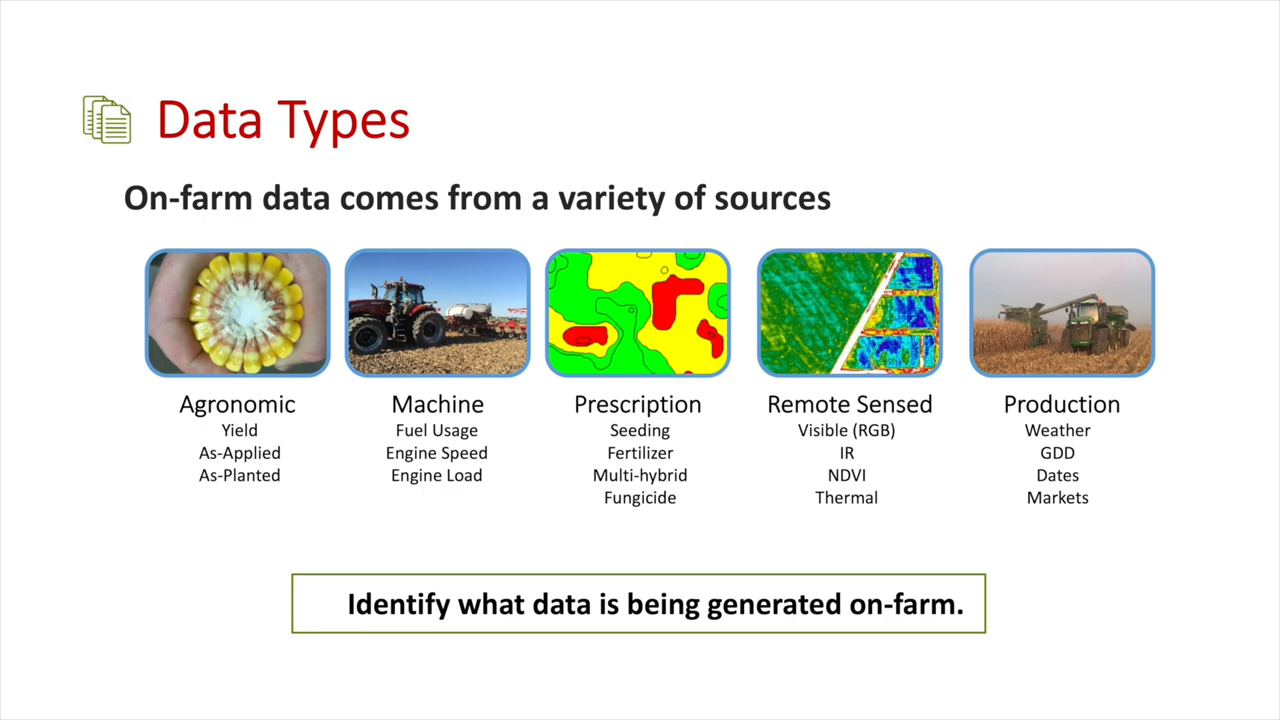 Data Types
On-farm data comes from a variety of sources
Agronomic
Yield
As-Applied
As-Planted
Machine
Fuel Usage
Engine Speed
Engine Load
Prescription
Seeding
Fertilizer
Multi-hybrid
Fungicide
Remote Sensed
Visible (RGB)
IR
NDVI
Thermal
Production
Weather
GDD
Dates
Markets
Identify what data is being generated on-farm.